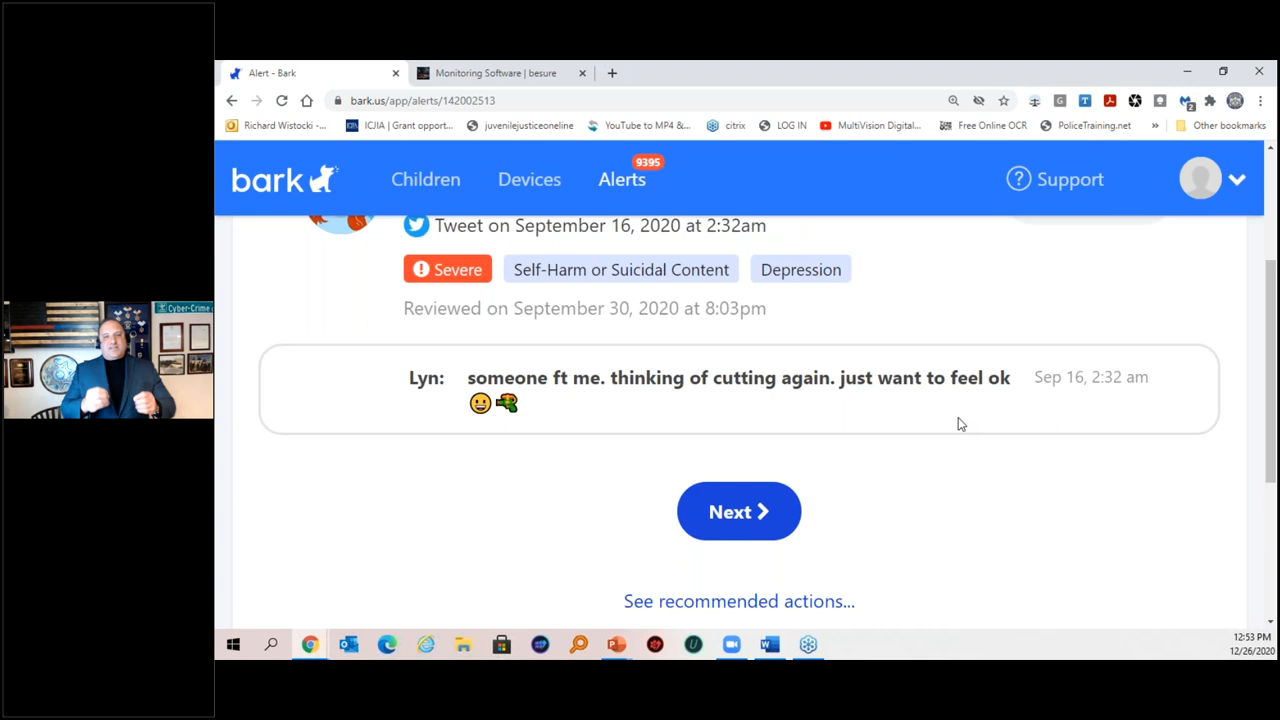 Alert - Bark
Monitoring Software | besure
bark.us/app/alerts/142002513
Richard Wistocki -...
ICJIA | Grant opport...
juvenilejusticeonline
YouTube to MP4 &...
citrix
LOG IN
MultiVision Digital...
Free Online OCR
PoliceTraining.net
»
Other bookmarks
bark
Children
Devices
Alerts
9395
Support
Tweet on September 16, 2020 at 2:32am
Severe
Self-Harm or Suicidal Content
Depression
Reviewed on September 30, 2020 at 8:03pm
Lyn: someone ft me. thinking of cutting again. just want to feel ok
😀🔫
Sep 16, 2:32 am
Next
See recommended actions...
Cyber-Crime
12:53 PM
12/26/2020